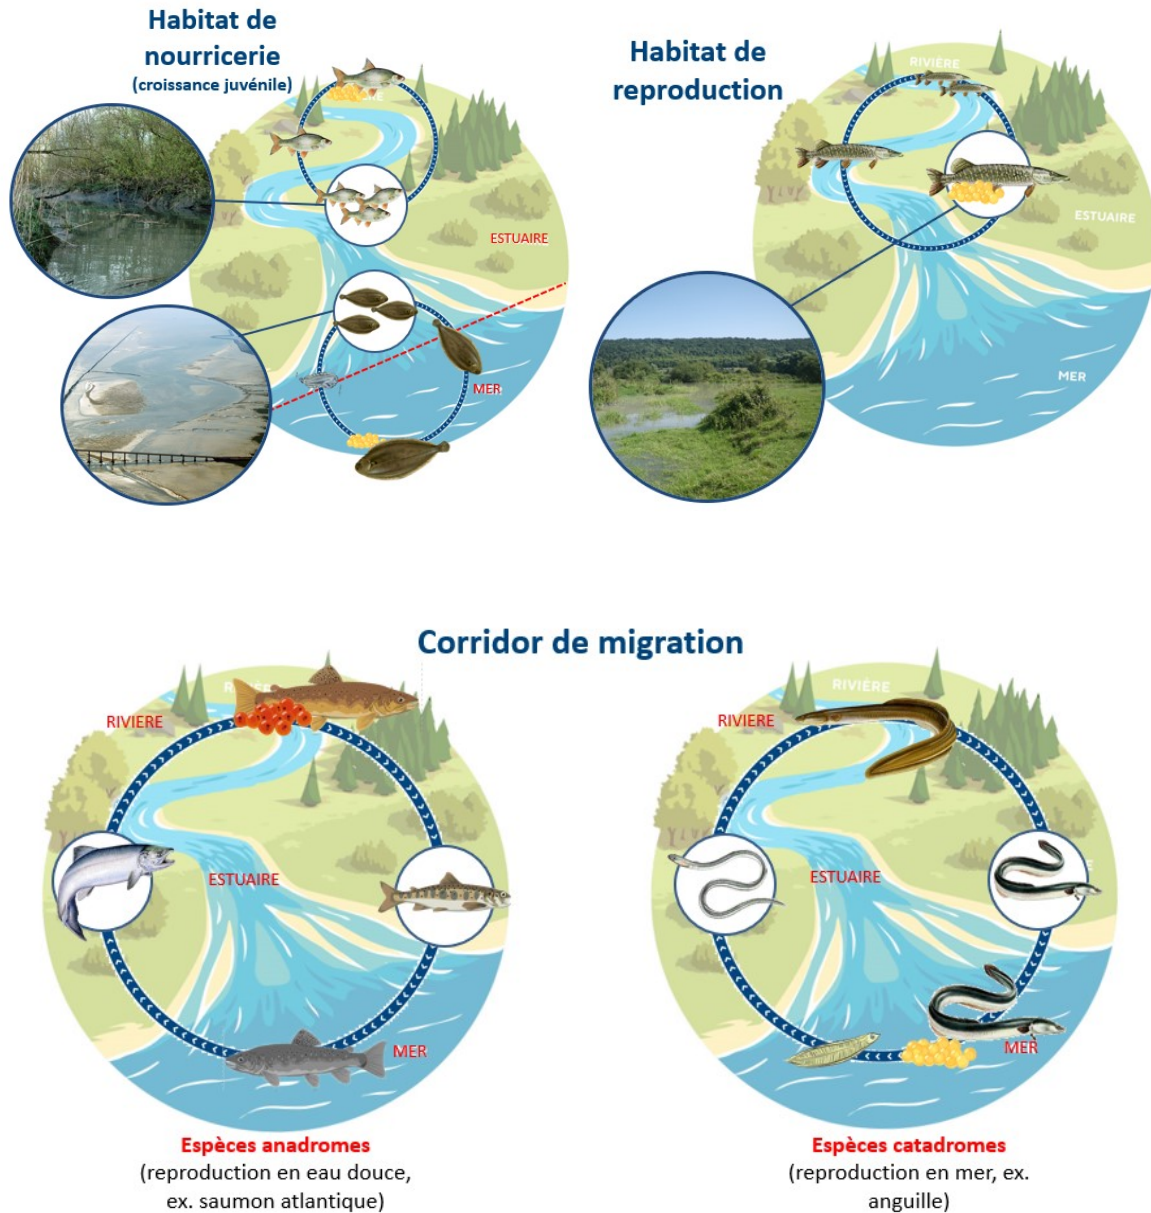 Habitat de
nourricerie
(croissance juvénile)
ESTUAIRE
MER
Habitat de
reproduction
RIVIÈRE
ESTUAIRE
MER
Corridor de migration
RIVIERE
ESTUAIRE
MER
Espèces anadromes
(reproduction en eau douce,
ex. saumon atlantique)
RIVIÈRE
RIVIERE
ESTUAIRE
MER
Espèces catadromes
(reproduction en mer, ex.
anguille)